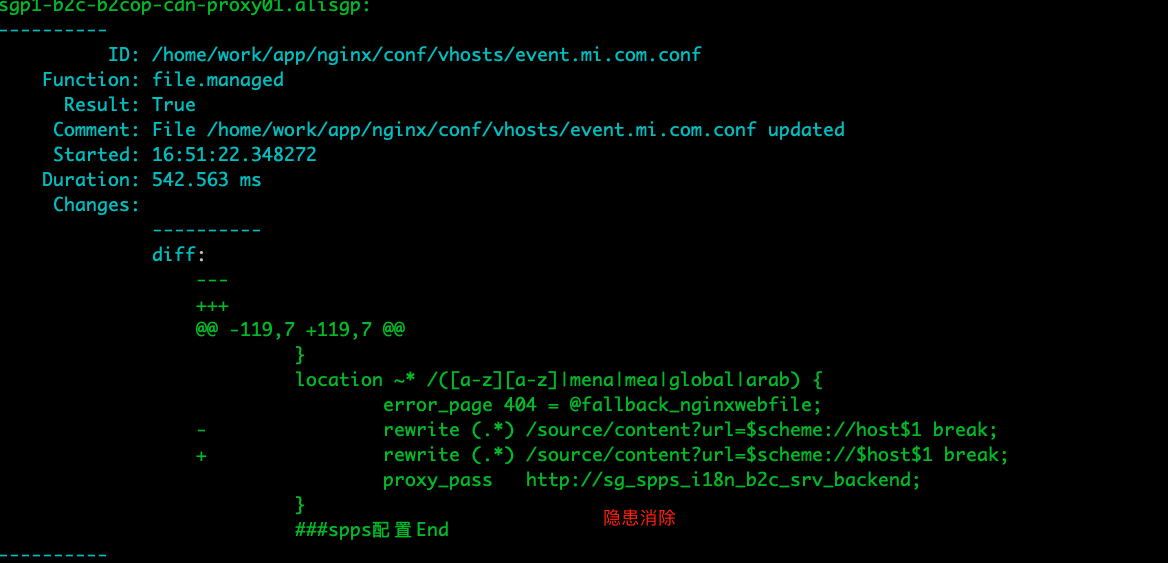 sgp1-b2c-b2cop-cdn-proxy01.alisgp:
----------
ID: /home/work/app/nginx/conf/vhosts/event.mi.com.conf
Function: file.managed
Result: True
Comment: File /home/work/app/nginx/conf/vhosts/event.mi.com.conf updated
Started: 16:51:22.348272
Duration: 542.563 ms
Changes:
----------
diff:
---
+++
@@ -119,7 +119,7 @@
}
location ~* /([a-z][a-z]|mena|mea|global|arab) {
error_page 404 = @fallback_nginxwebfile;
- rewrite (.*) /source/content?url=$scheme://host$1 break;
+ rewrite (.*) /source/content?url=$scheme://$host$1 break;
proxy_pass http://sg_spps_i18n_b2c_srv_backend;
}
隐患消除
###spps配置End
----------